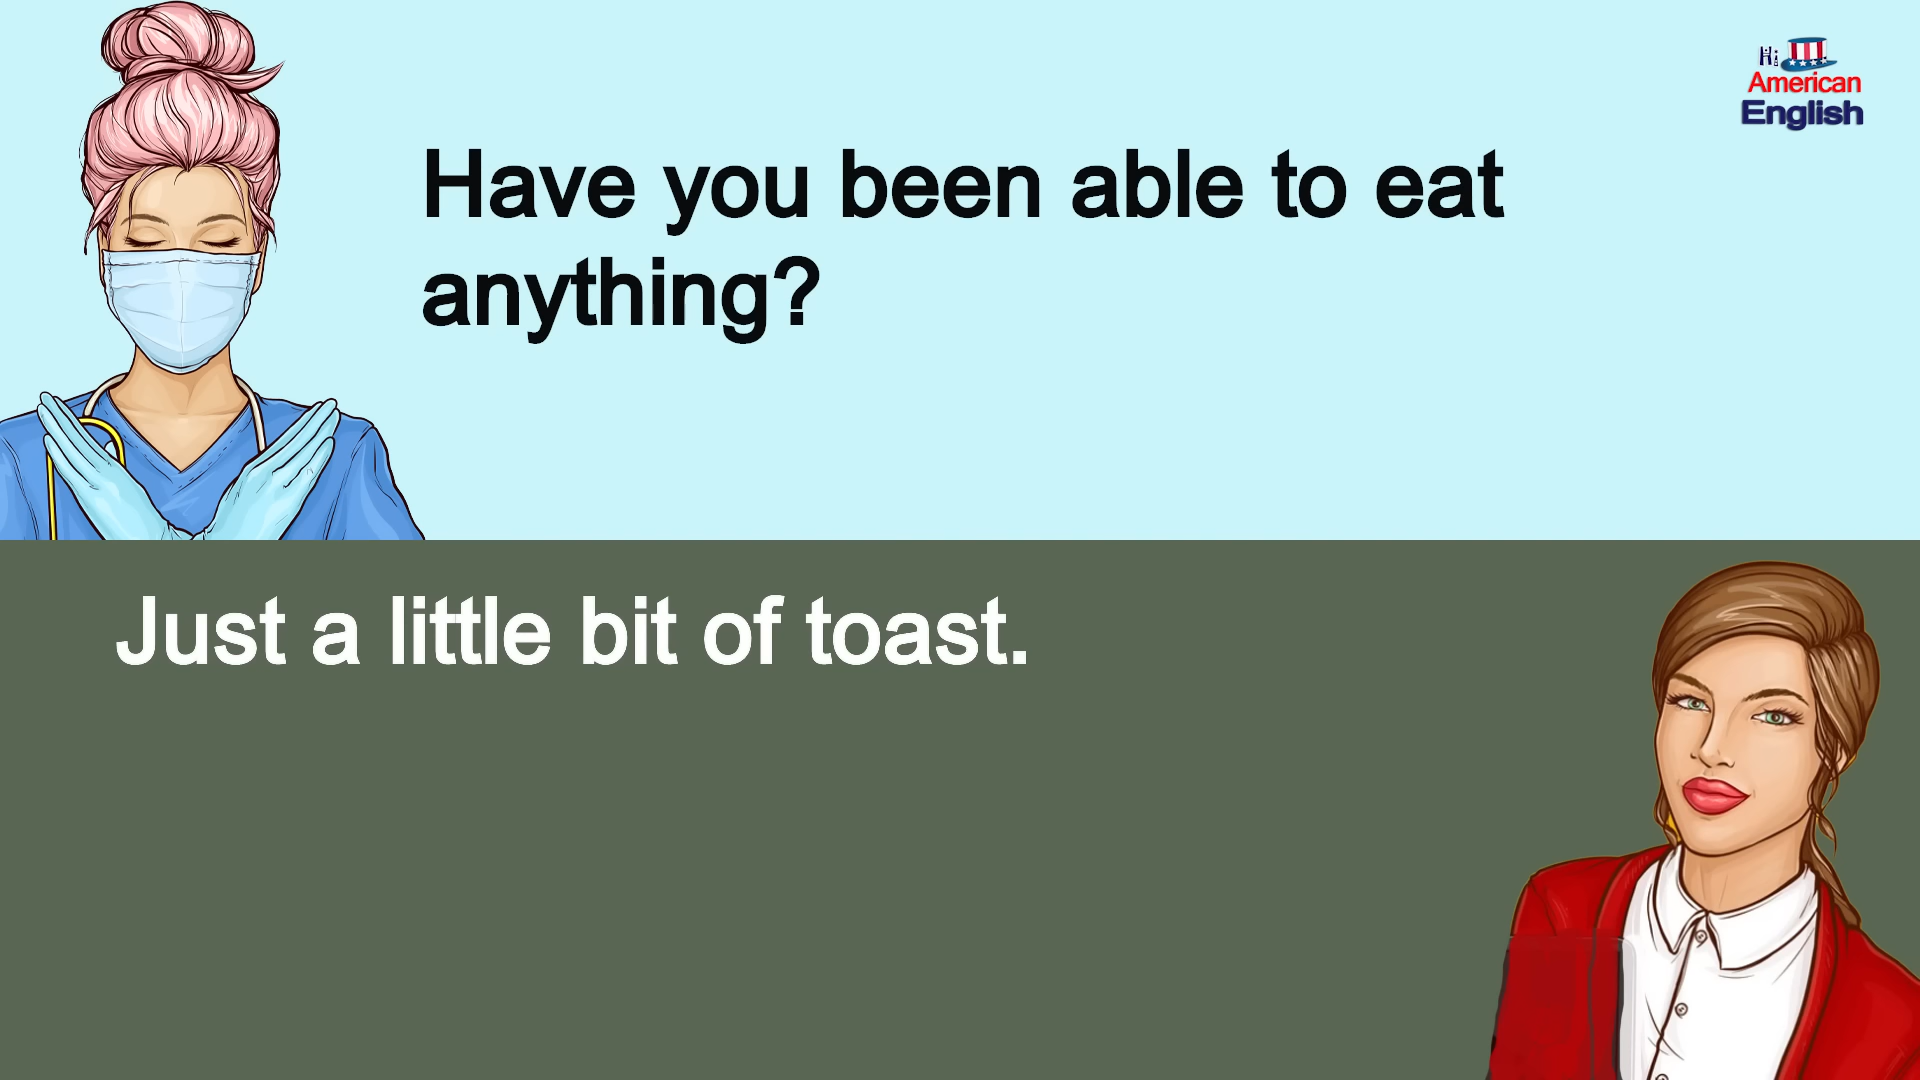 Hi
American
English
Have you been able to eat
anything?
Just a little bit of toast.